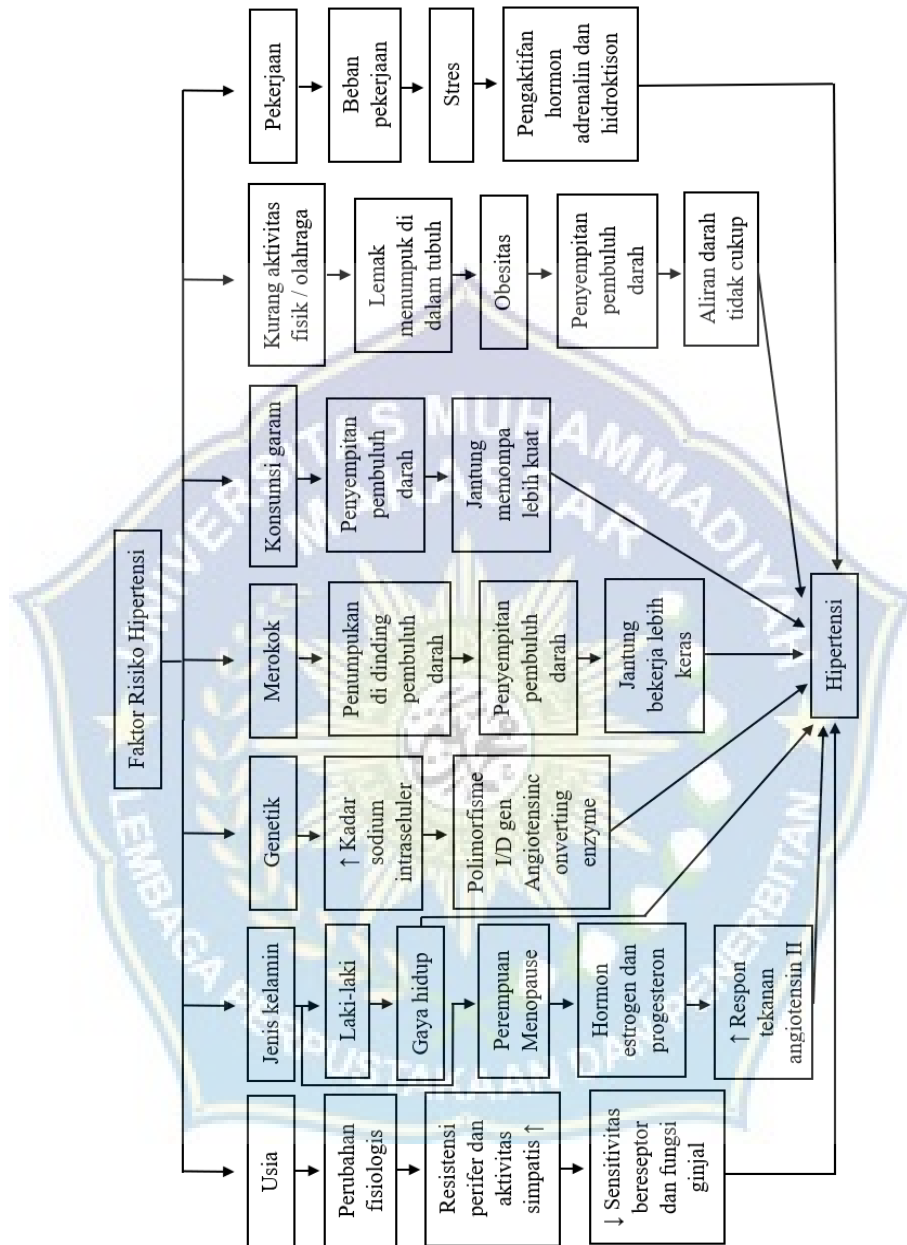 Faktor Risiko Hipertensi
Usia
Perubahan
fisiologis
Resistensi
perifer dan
aktivitas
simpatis ↑
↓ Sensitivitas
bereseptor
dan fungsi
ginjal
Jenis kelamin
Laki-laki
Gaya hidup
Perempuan
Menopause
Hormon
estrogen dan
progesteron
↑ Respon
tekanan
angiotensin II
Genetik
↑ Kadar
sodium
intraseluler
Polimorfisme
I/D gen
Angiotensinc
onverting
enzyme
Merokok
Penumpukan
di dinding
pembuluh
darah
Penyempitan
pembuluh
darah
Jantung
bekerja lebih
keras
Konsumsi garam
Penyempitan
pembuluh
darah
Jantung
memompa
lebih kuat
Kurang aktivitas
fisik / olahraga
Lemak
menumpuk di
dalam tubuh
Obesitas
Penyempitan
pembuluh
darah
Aliran darah
tidak cukup
Pekerjaan
Beban
pekerjaan
Stres
Pengaktifan
hormon
adrenalin dan
hidroktison
Hipertensi
UNIVERSITAS MUHAMMADIYAH
MAKASSAR
LEMBAGA PERPUSTAKAAN DAN PENERBITAN